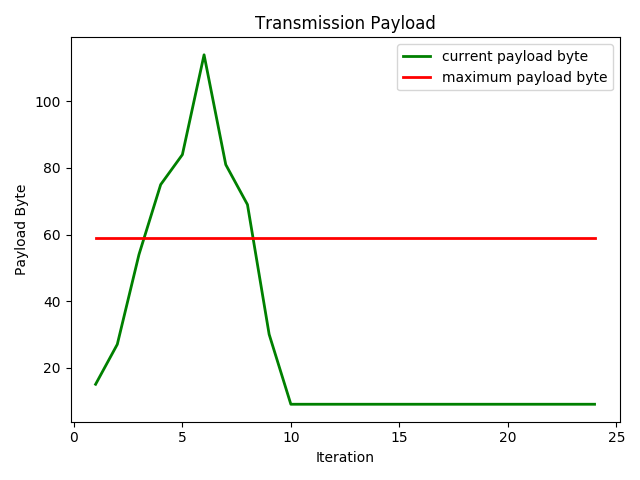 Transmission Payload
current payload byte
maximum payload byte
Payload Byte
100
80
60
40
20
0 5 10 15 20 25
Iteration